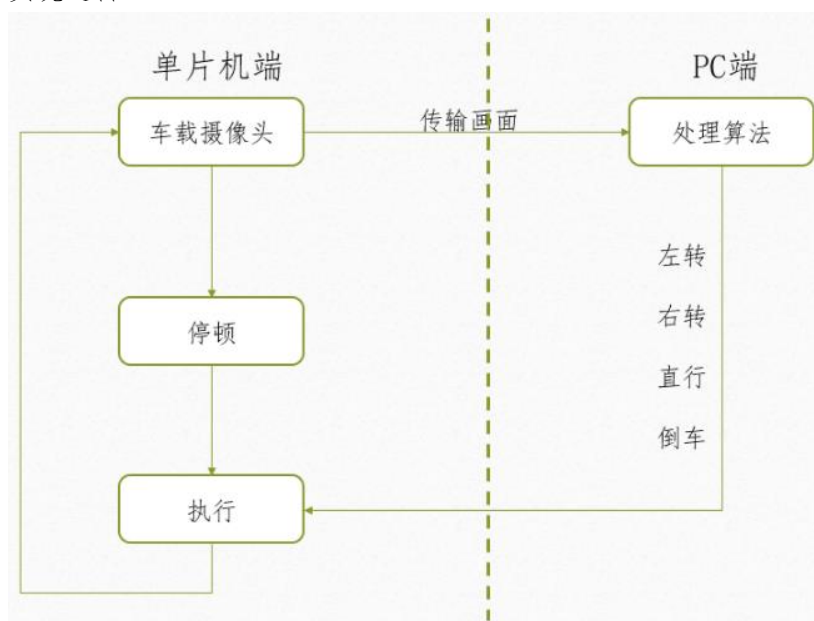 单片机端
PC端
车载摄像头
传输画面
处理算法
左转
右转
直行
倒车
停顿
执行